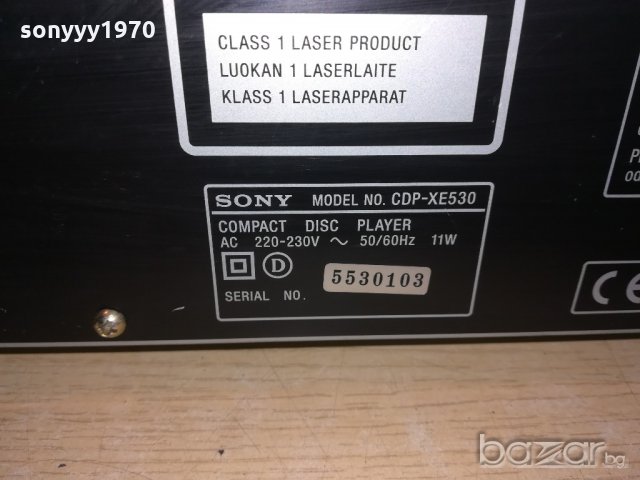 sonyyy1970
CLASS 1 LASER PRODUCT
LUOKAN 1 LASERLAITE
KLASS 1 LASERAPPARAT
SONY MODEL NO. CDP-XE530
COMPACT DISC PLAYER
AC 220-230V ~ 50/60Hz 11W
D
5530103
SERIAL NO.
CE
bazar.bg